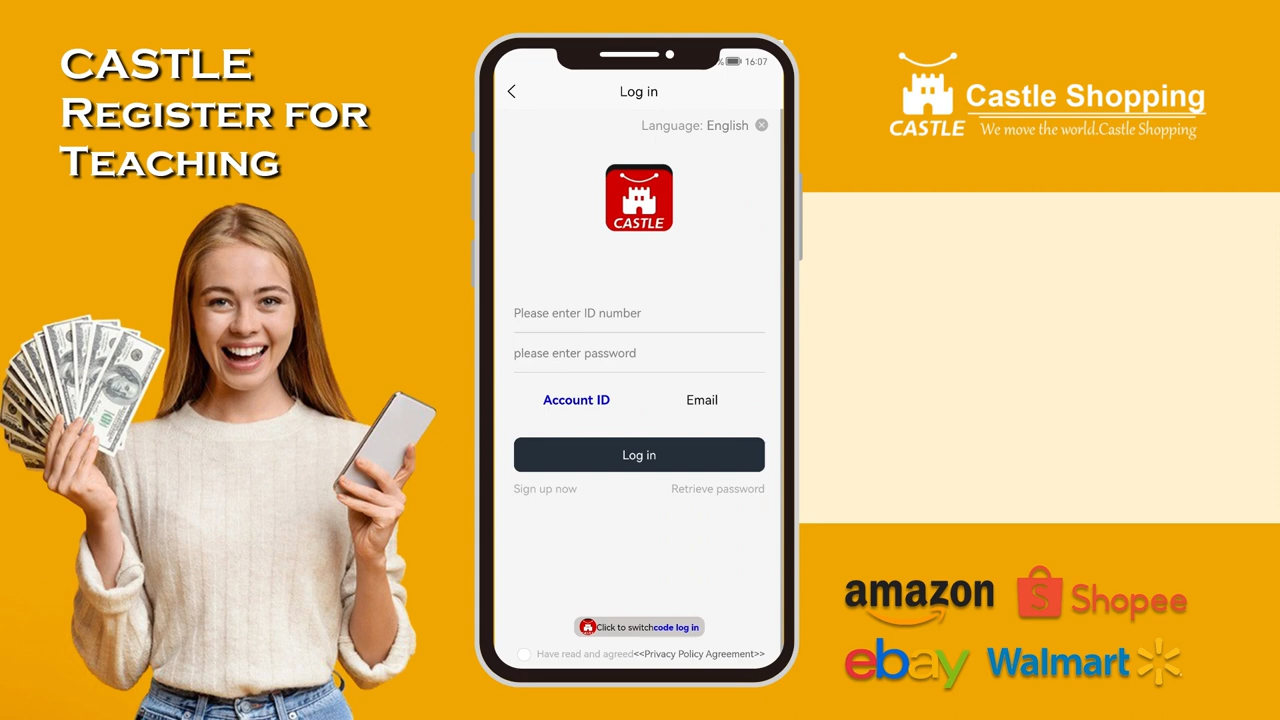 CASTLE
REGISTER FOR
TEACHING
% 16:07
Log in
Language: English
CASTLE
Please enter ID number
please enter password
Account ID Email
Log in
Sign up now Retrieve password
Click to switchcode log in
Have read and agreed<<Privacy Policy Agreement>>
CASTLE
Castle Shopping
We move the world.Castle Shopping
amazon
Shopee
ebay
Walmart